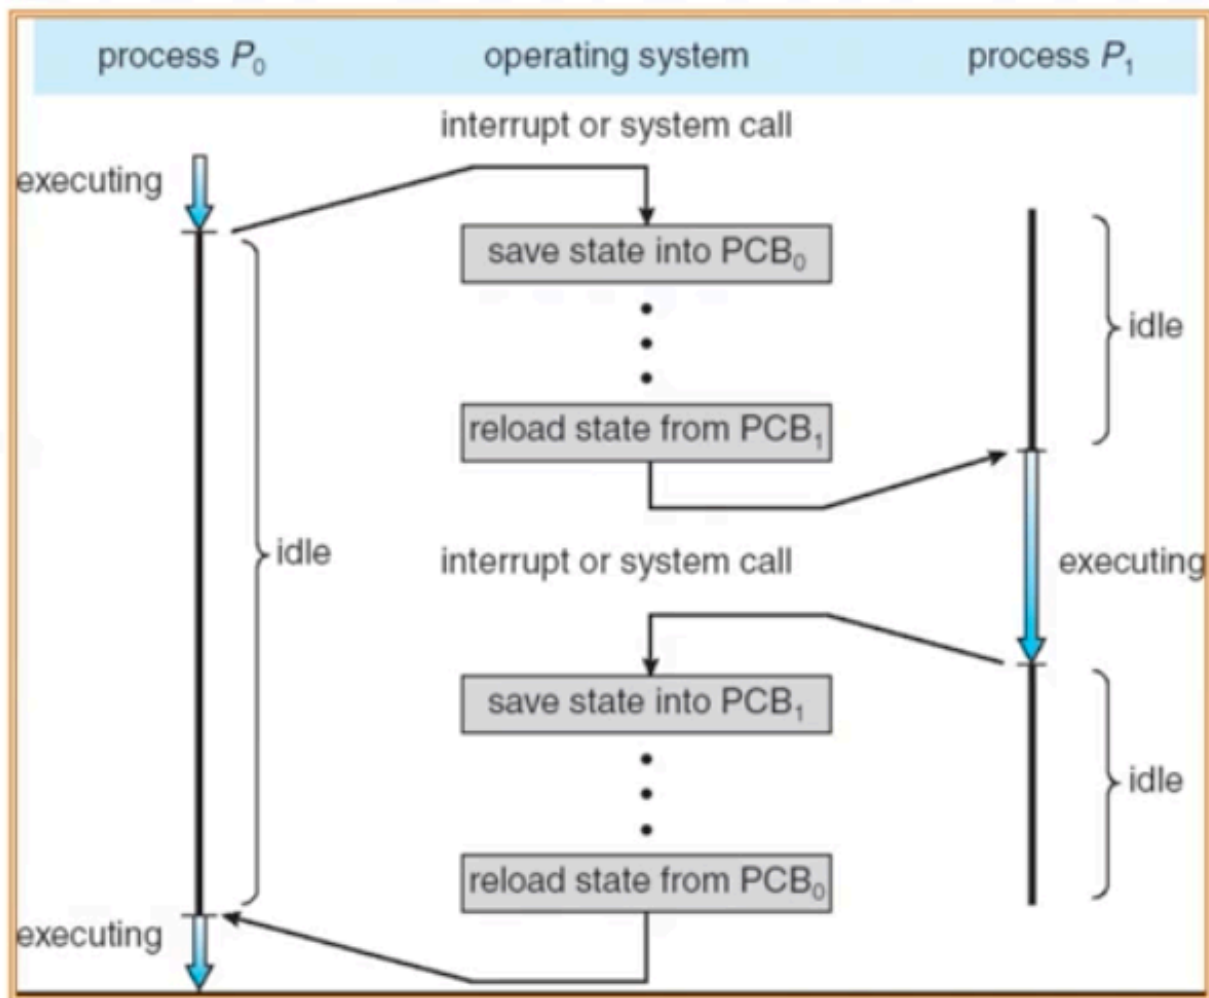 process P₀ operating system process P₁
interrupt or system call
executing
save state into PCB₀
idle
reload state from PCB₁
idle
interrupt or system call
executing
save state into PCB₁
idle
reload state from PCB₀
executing